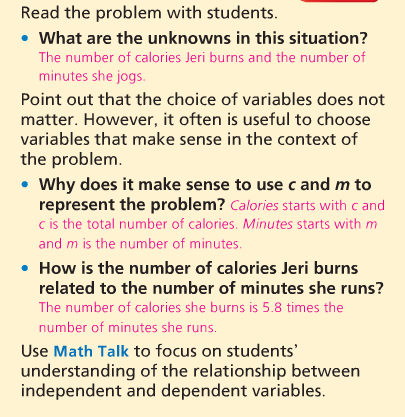 Read the problem with students.
• What are the unknowns in this situation?
The number of calories Jeri burns and the number of
minutes she jogs.
Point out that the choice of variables does not
matter. However, it often is useful to choose
variables that make sense in the context of
the problem.
• Why does it make sense to use c and m to
represent the problem? Calories starts with c and
c is the total number of calories. Minutes starts with m
and m is the number of minutes.
• How is the number of calories Jeri burns
related to the number of minutes she runs?
The number of calories she burns is 5.8 times the
number of minutes she runs.
Use Math Talk to focus on students’
understanding of the relationship between
independent and dependent variables.